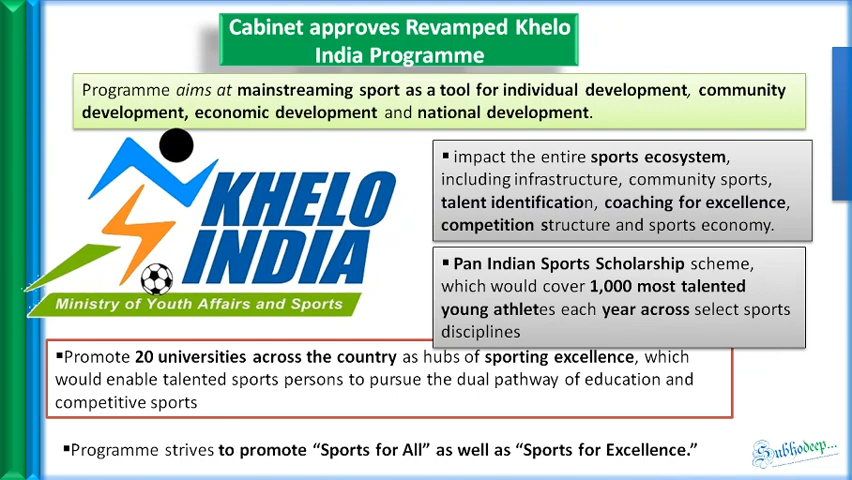 Cabinet approves Revamped Khelo
India Programme
Programme aims at mainstreaming sport as a tool for individual development, community
development, economic development and national development.
KHELO
INDIA
Ministry of Youth Affairs and Sports
▪ impact the entire sports ecosystem,
including infrastructure, community sports,
talent identification, coaching for excellence,
competition structure and sports economy.
▪ Pan Indian Sports Scholarship scheme,
which would cover 1,000 most talented
young athletes each year across select sports
disciplines
▪Promote 20 universities across the country as hubs of sporting excellence, which
would enable talented sports persons to pursue the dual pathway of education and
competitive sports
▪Programme strives to promote “Sports for All” as well as “Sports for Excellence.”
Subhodeep...